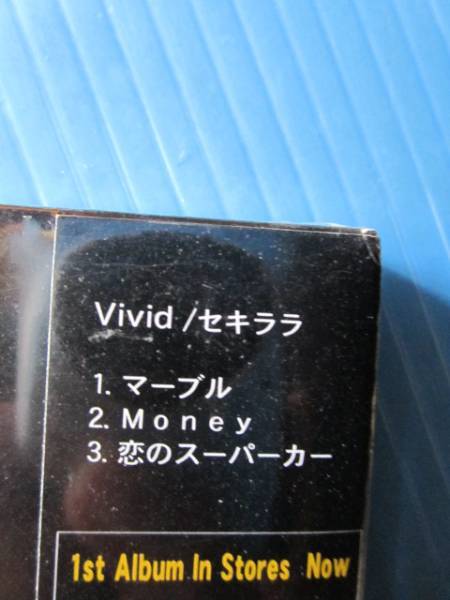 Vivid /セキララ
1. マーブル
2. Money
3. 恋のスーパーカー
1st Album In Stores Now